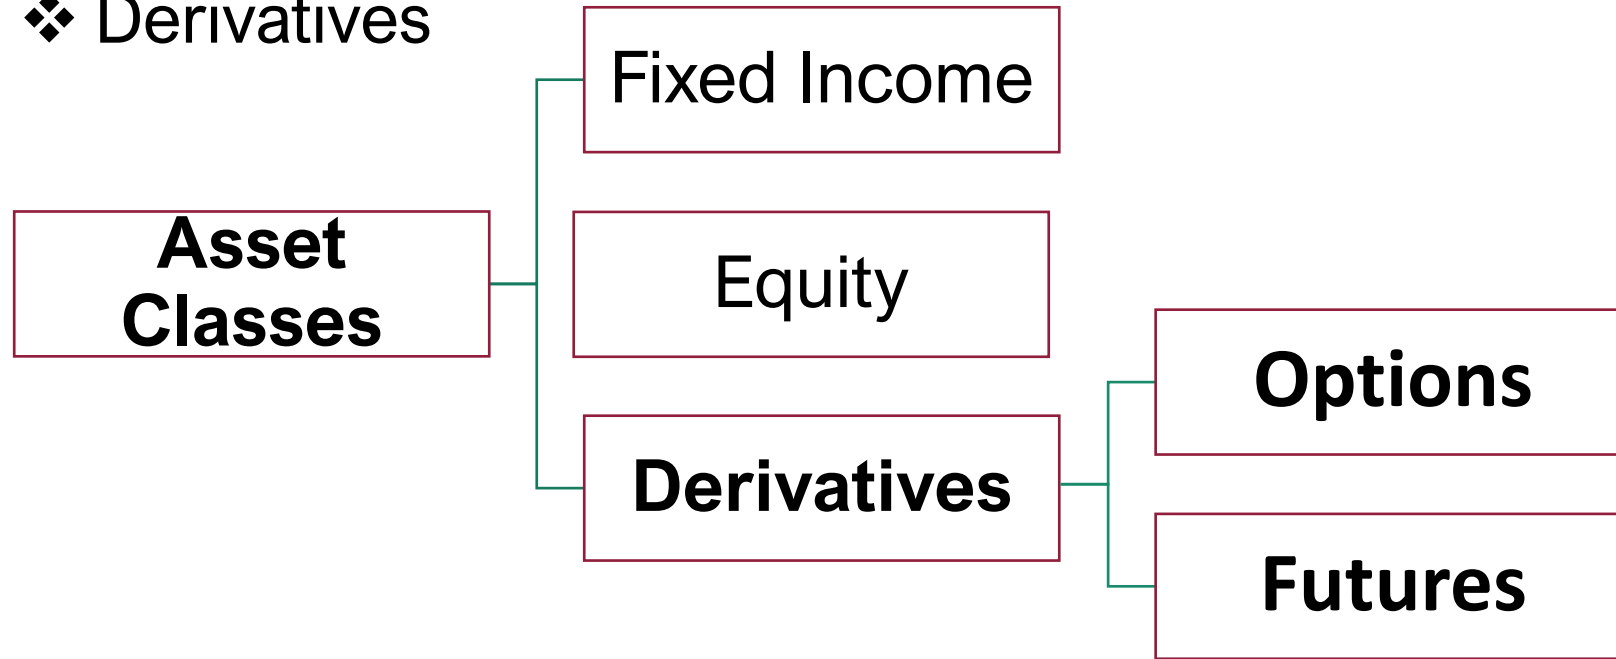 ❖ Derivatives
Fixed Income
Asset
Classes
Equity
Options
Derivatives
Futures